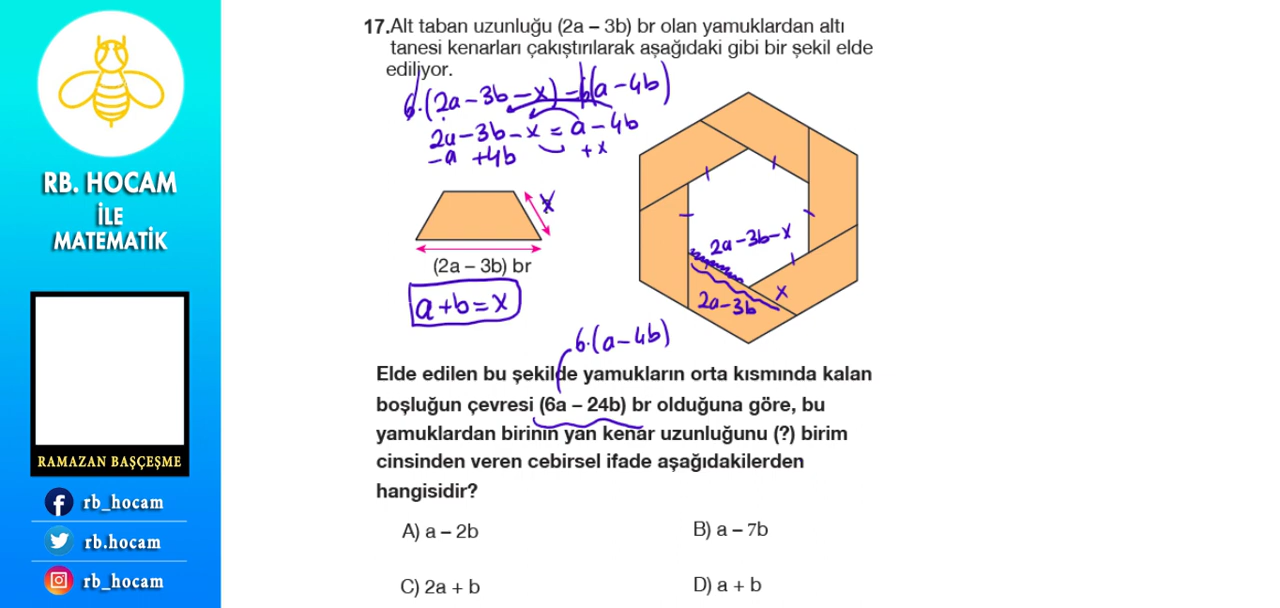 RB. HOCAM
İLE
MATEMATİK
RAMAZAN BAŞÇEŞME
rb_hocam
rb.hocam
rb_hocam
17.Alt taban uzunluğu (2a – 3b) br olan yamuklardan altı
tanesi kenarları çakıştırılarak aşağıdaki gibi bir şekil elde
ediliyor.
6·(2a-3b-x)=6(a-4b)
2a-3b-x = a-4b
-a +4b +x
x
(2a – 3b) br
a+b=x
2a-3b-x
x
2a-3b
6·(a-4b)
Elde edilen bu şekilde yamukların orta kısmında kalan
boşluğun çevresi (6a – 24b) br olduğuna göre, bu
yamuklardan birinin yan kenar uzunluğunu (?) birim
cinsinden veren cebirsel ifade aşağıdakilerden
hangisidir?
A) a – 2b
B) a – 7b
C) 2a + b
D) a + b